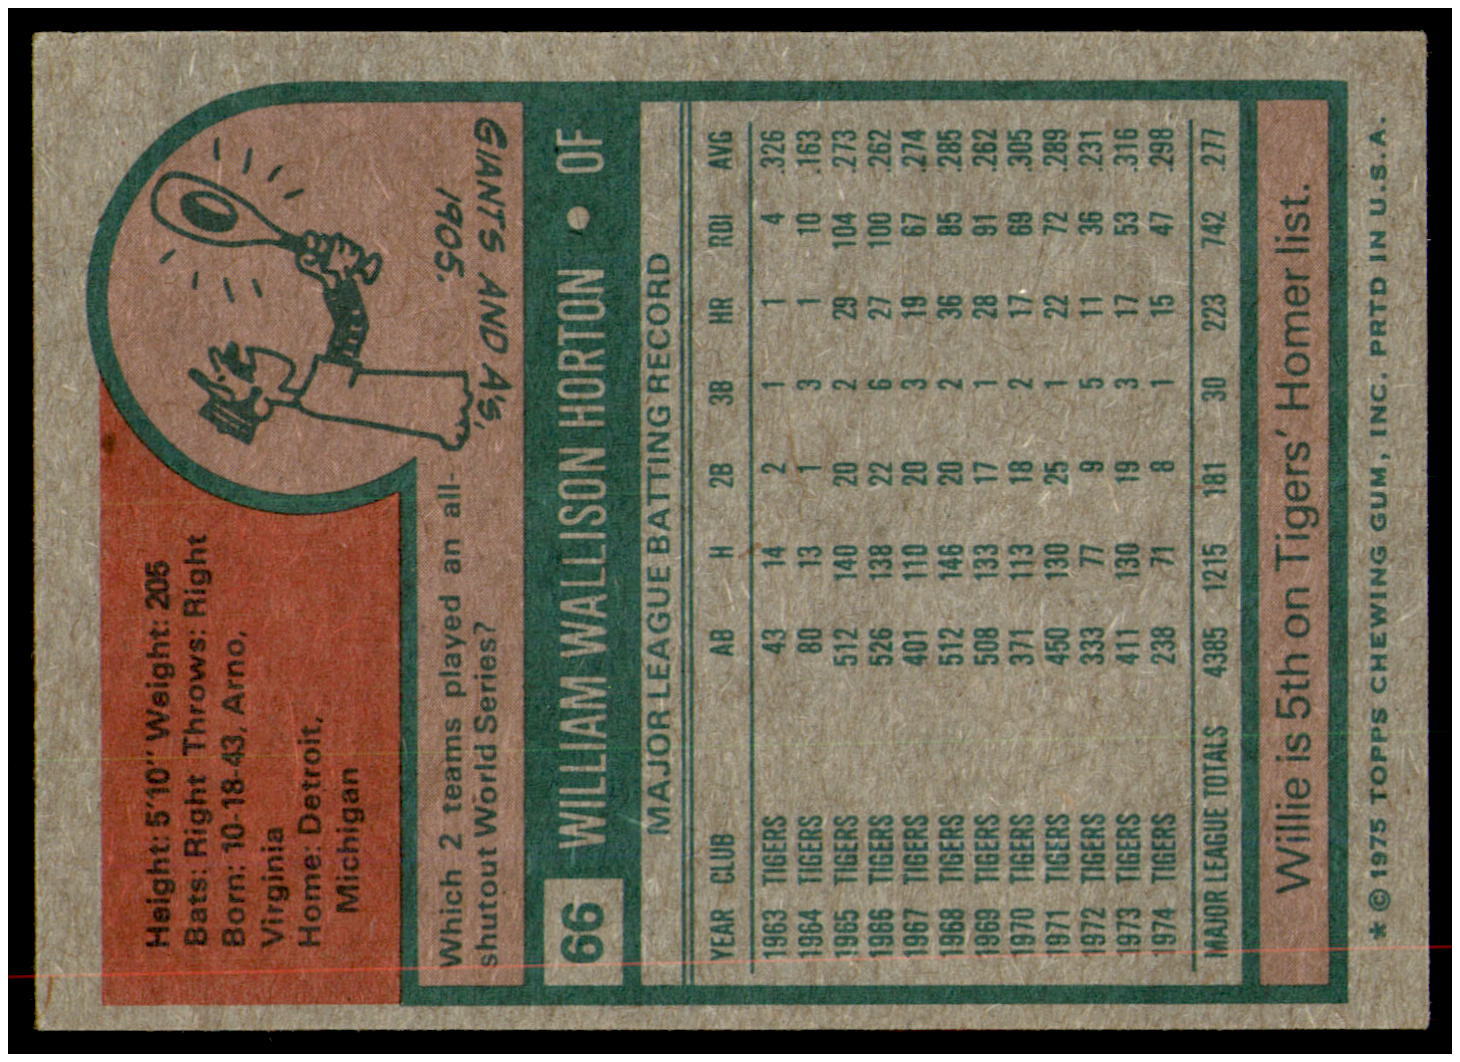 Height: 5'10" Weight: 205
Bats: Right Throws: Right
Born: 10-18-43, Arno,
Virginia
Home: Detroit,
Michigan
Which 2 teams played an all-
shutout World Series?
GIANTS AND A'S,
1905.
66 WILLIAM WALLISON HORTON • OF
MAJOR LEAGUE BATTING RECORD
YEAR CLUB AB H 2B 3B HR RBI AVG
1963 TIGERS 43 14 2 1 1 4 .326
1964 TIGERS 80 13 1 3 1 10 .163
1965 TIGERS 512 140 20 2 29 104 .273
1966 TIGERS 526 138 22 6 27 100 .262
1967 TIGERS 401 110 20 3 19 67 .274
1968 TIGERS 512 146 20 2 36 85 .285
1969 TIGERS 508 133 17 1 28 91 .262
1970 TIGERS 371 113 18 2 17 69 .305
1971 TIGERS 450 130 25 1 22 72 .289
1972 TIGERS 333 77 9 5 11 36 .231
1973 TIGERS 411 130 19 3 17 53 .316
1974 TIGERS 238 71 8 1 15 47 .298
MAJOR LEAGUE TOTALS 4385 1215 181 30 223 742 .277
Willie is 5th on Tigers' Homer list.
* © 1975 TOPPS CHEWING GUM, INC. PRTD IN U.S.A.